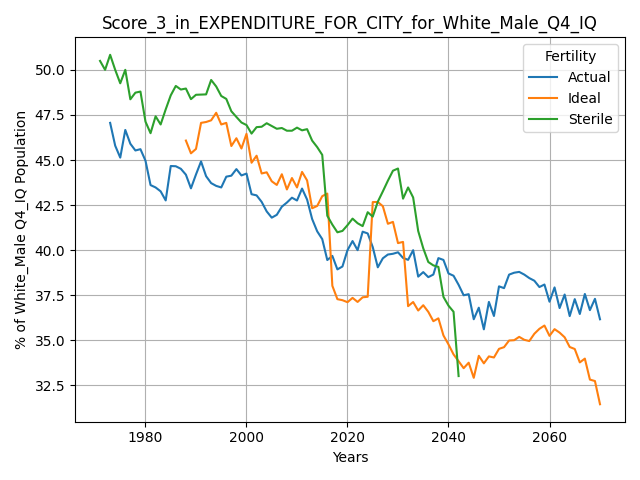 Score_3_in_EXPENDITURE_FOR_CITY_for_White_Male_Q4_IQ
Fertility
Actual
Ideal
Sterile
% of White_Male Q4_IQ Population
50.0
47.5
45.0
42.5
40.0
37.5
35.0
32.5
1980
2000
2020
2040
2060
Years